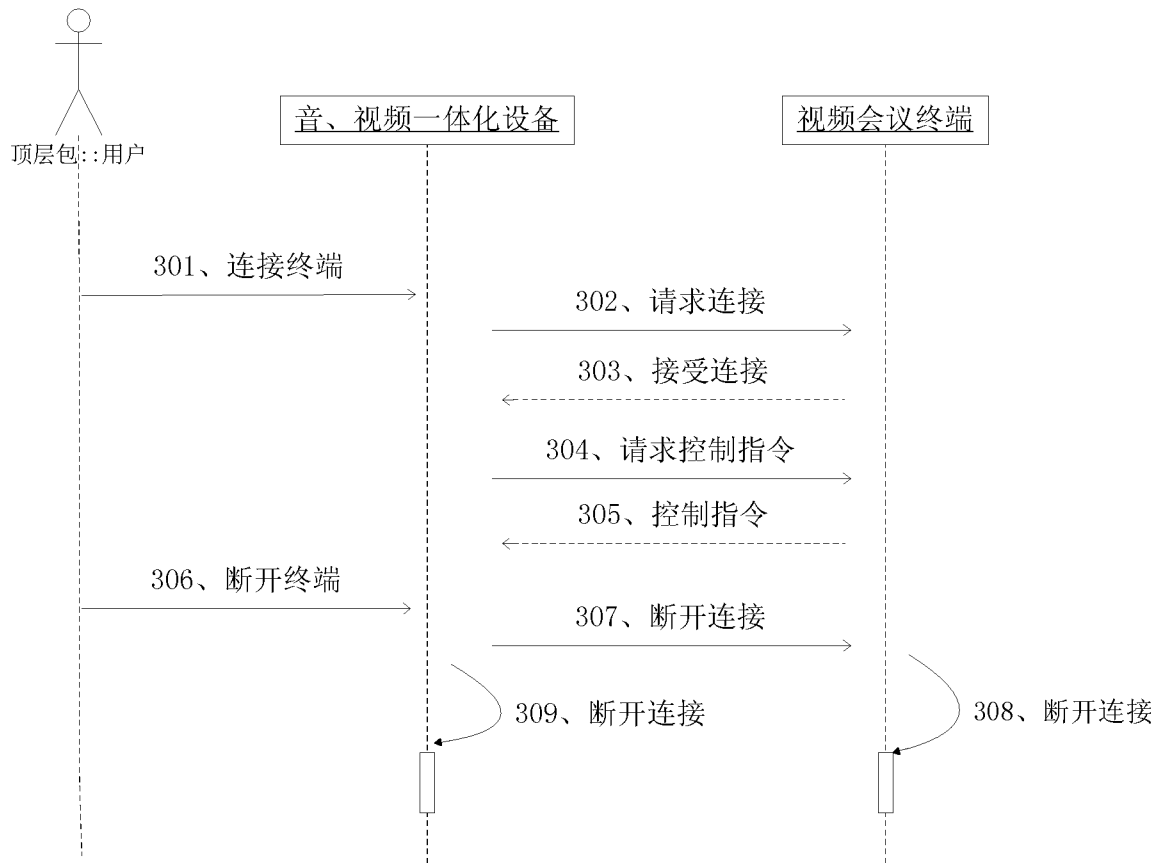 音、视频一体化设备
视频会议终端
顶层包::用户
301、连接终端
302、请求连接
303、接受连接
304、请求控制指令
305、控制指令
306、断开终端
307、断开连接
309、断开连接
308、断开连接